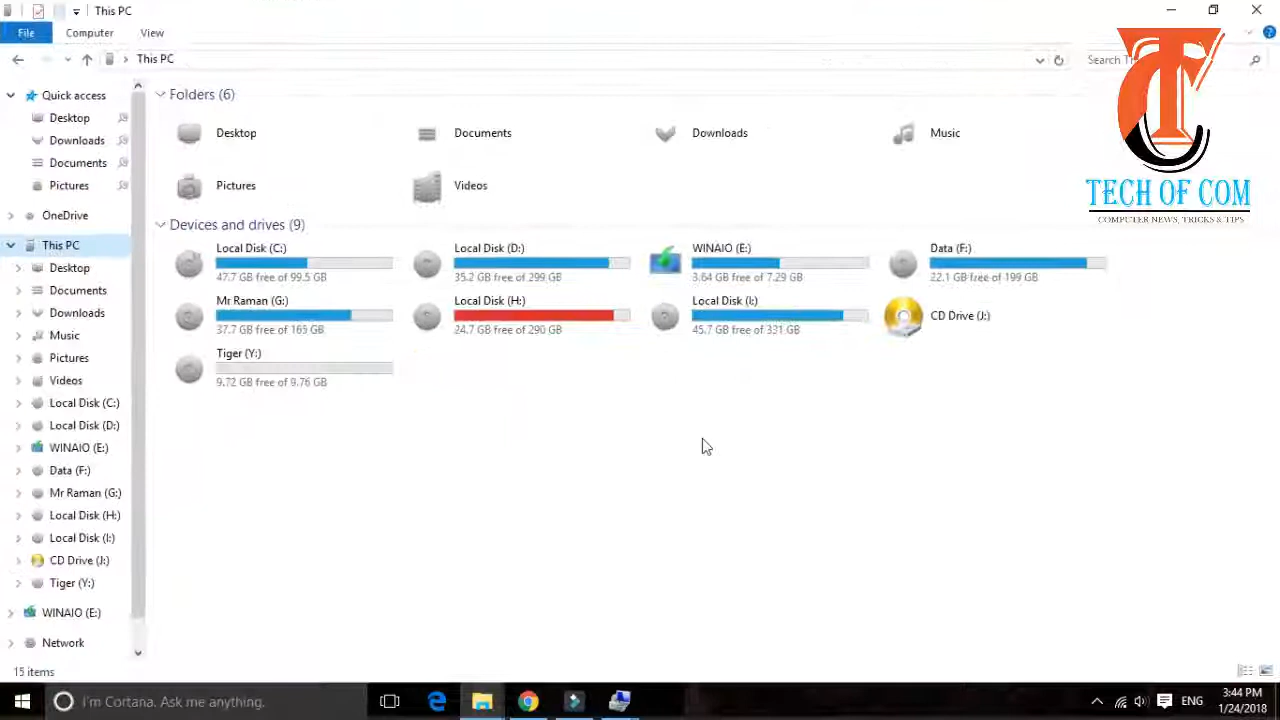 This PC
File Computer View
This PC
Search
Quick access
Desktop
Downloads
Documents
Pictures
OneDrive
This PC
Desktop
Documents
Downloads
Music
Pictures
Videos
Local Disk (C:)
Local Disk (D:)
WINAIO (E:)
Data (F:)
Mr Raman (G:)
Local Disk (H:)
Local Disk (I:)
CD Drive (J:)
Tiger (Y:)
WINAIO (E:)
Network
15 items
Folders (6)
Desktop Documents Downloads Music
Pictures Videos
Devices and drives (9)
Local Disk (C:) Local Disk (D:) WINAIO (E:) Data (F:)
47.7 GB free of 99.5 GB 35.2 GB free of 299 GB 3.64 GB free of 7.29 GB 22.1 GB free of 199 GB
Mr Raman (G:) Local Disk (H:) Local Disk (I:) CD Drive (J:)
37.7 GB free of 165 GB 24.7 GB free of 290 GB 45.7 GB free of 331 GB
Tiger (Y:)
9.72 GB free of 9.76 GB
TC
TECH OF COM
COMPUTER NEWS, TRICKS & TIPS
I'm Cortana. Ask me anything.
ENG
3:44 PM
1/24/2018